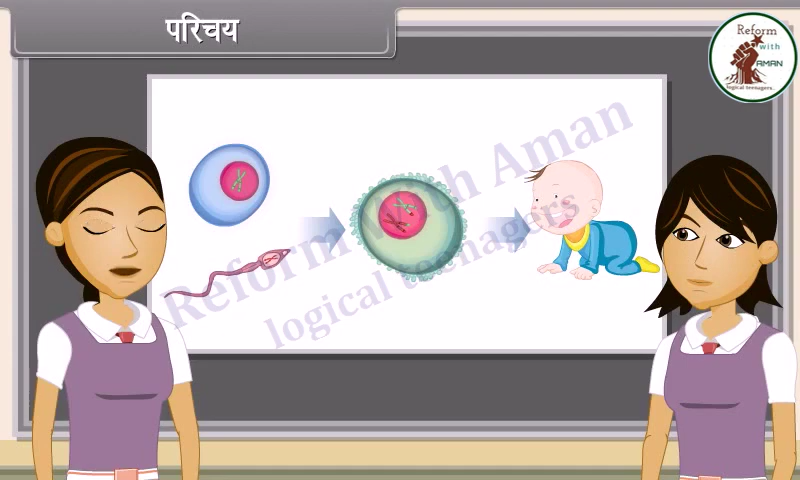 परिचय
Reform
with
AMAN
logical teenagers.
Reform with Aman
logical teenagers